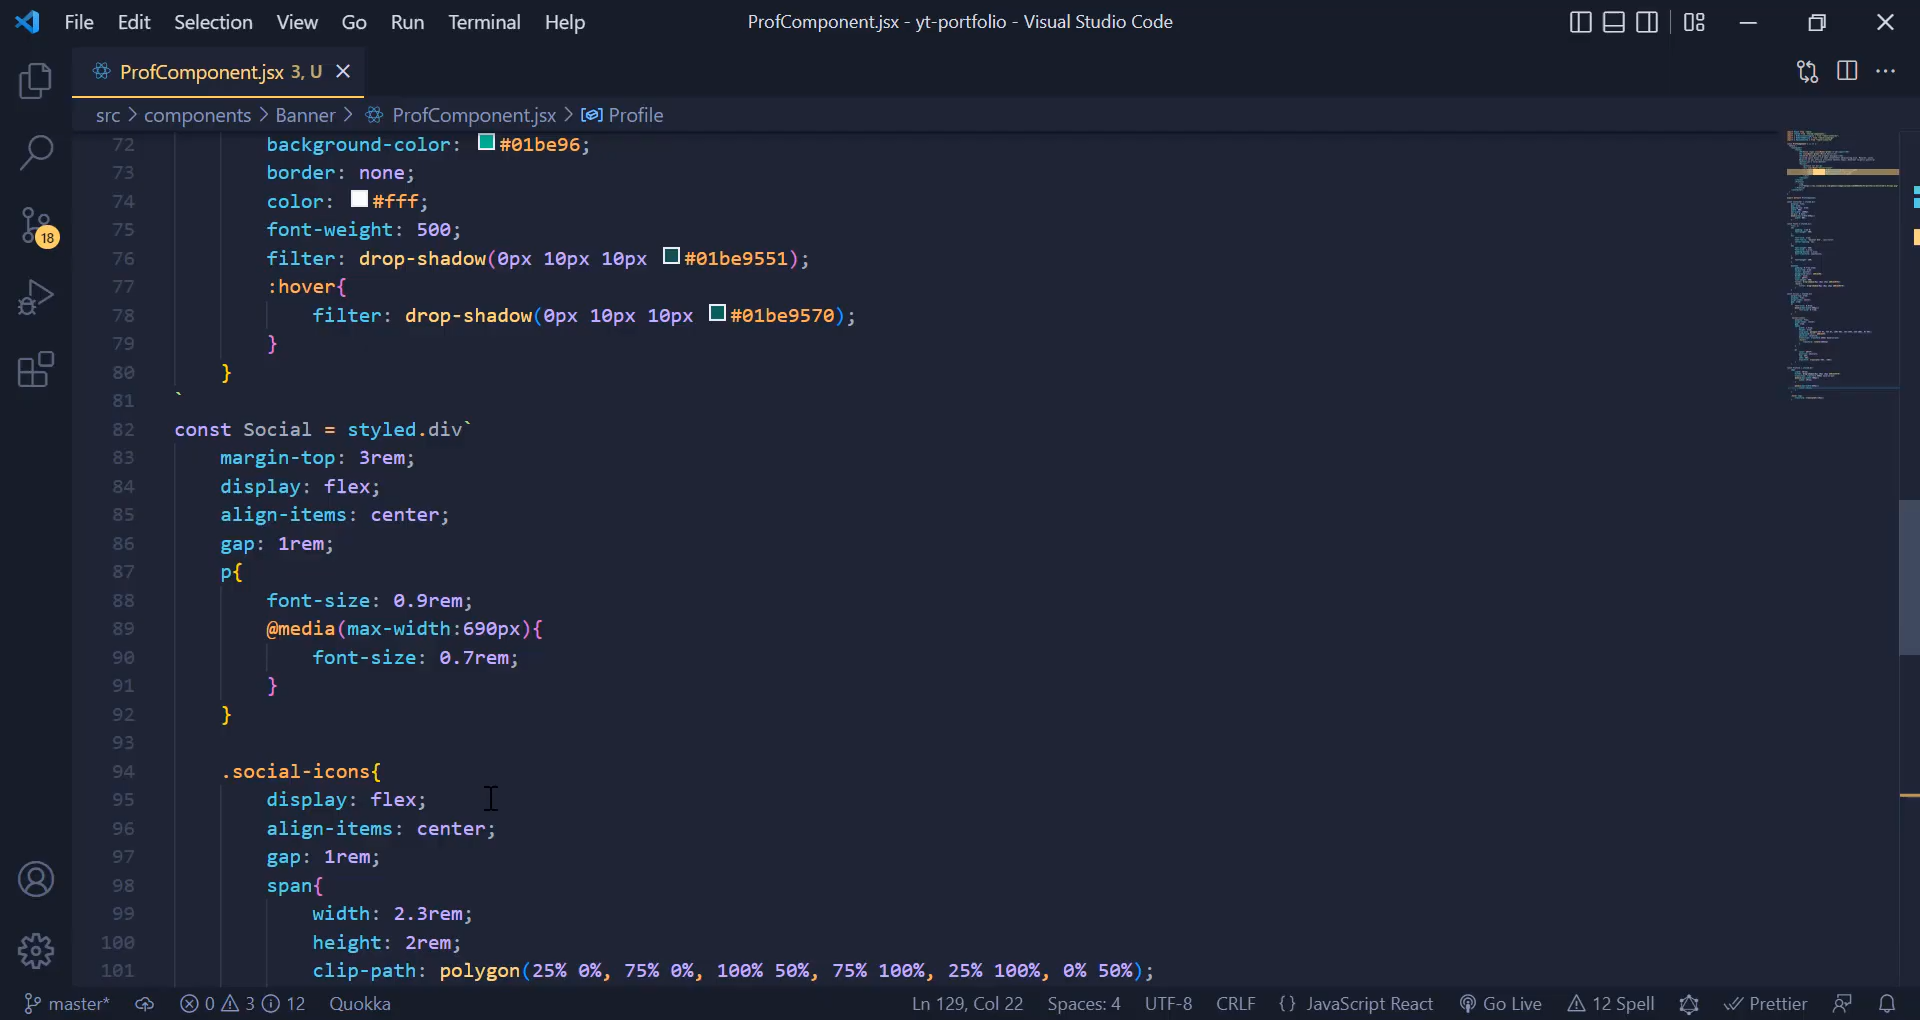 File Edit Selection View Go Run Terminal Help ProfComponent.jsx - yt-portfolio - Visual Studio Code
ProfComponent.jsx 3, U
src > components > Banner > ProfComponent.jsx > Profile
72 background-color: #01be96;
73 border: none;
74 color: #fff;
75 font-weight: 500;
76 filter: drop-shadow(0px 10px 10px #01be9551);
77 :hover{
78 filter: drop-shadow(0px 10px 10px #01be9570);
79 }
80 }
81 `
82 const Social = styled.div`
83 margin-top: 3rem;
84 display: flex;
85 align-items: center;
86 gap: 1rem;
87 p{
88 font-size: 0.9rem;
89 @media(max-width:690px){
90 font-size: 0.7rem;
91 }
92 }
93
94 .social-icons{
95 display: flex;
96 align-items: center;
97 gap: 1rem;
98 span{
99 width: 2.3rem;
100 height: 2rem;
101 clip-path: polygon(25% 0%, 75% 0%, 100% 50%, 75% 100%, 25% 100%, 0% 50%);
18
master* 0 3 12 Quokka Ln 129, Col 22 Spaces: 4 UTF-8 CRLF {} JavaScript React Go Live 12 Spell Prettier